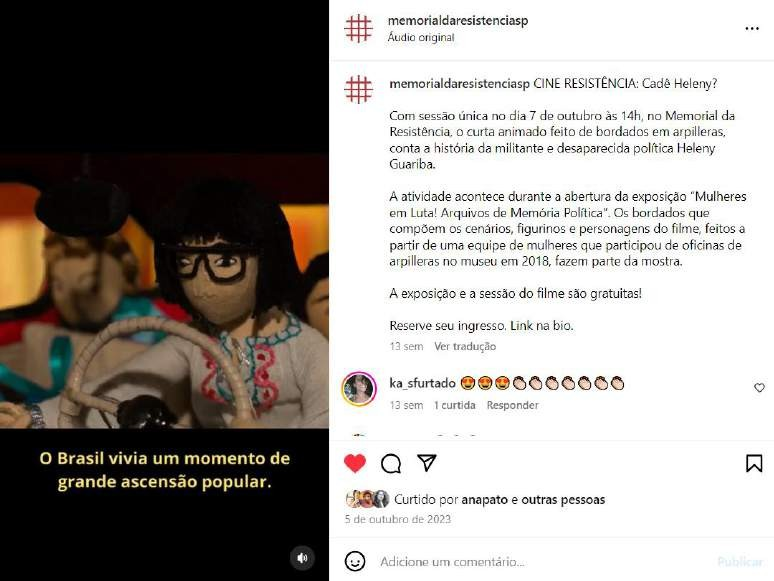 O Brasil vivia um momento de
grande ascensão popular.
memorialdaresistenciasp
Áudio original
memorialdaresistenciasp CINE RESISTÊNCIA: Cadê Heleny?
Com sessão única no dia 7 de outubro às 14h, no Memorial da
Resistência, o curta animado feito de bordados em arpilleras,
conta a história da militante e desaparecida política Heleny
Guariba.
A atividade acontece durante a abertura da exposição “Mulheres
em Luta! Arquivos de Memória Política”. Os bordados que
compõem os cenários, figurinos e personagens do filme, feitos a
partir de uma equipe de mulheres que participou de oficinas de
arpilleras no museu em 2018, fazem parte da mostra.
A exposição e a sessão do filme são gratuitas!
Reserve seu ingresso. Link na bio.
13 sem Ver tradução
ka_sfurtado 😍😍😍👏🏻👏🏻👏🏻👏🏻👏🏻👏🏻👏🏻
13 sem 1 curtida Responder
Curtido por anapato e outras pessoas
5 de outubro de 2023
Adicione um comentário...
Publicar